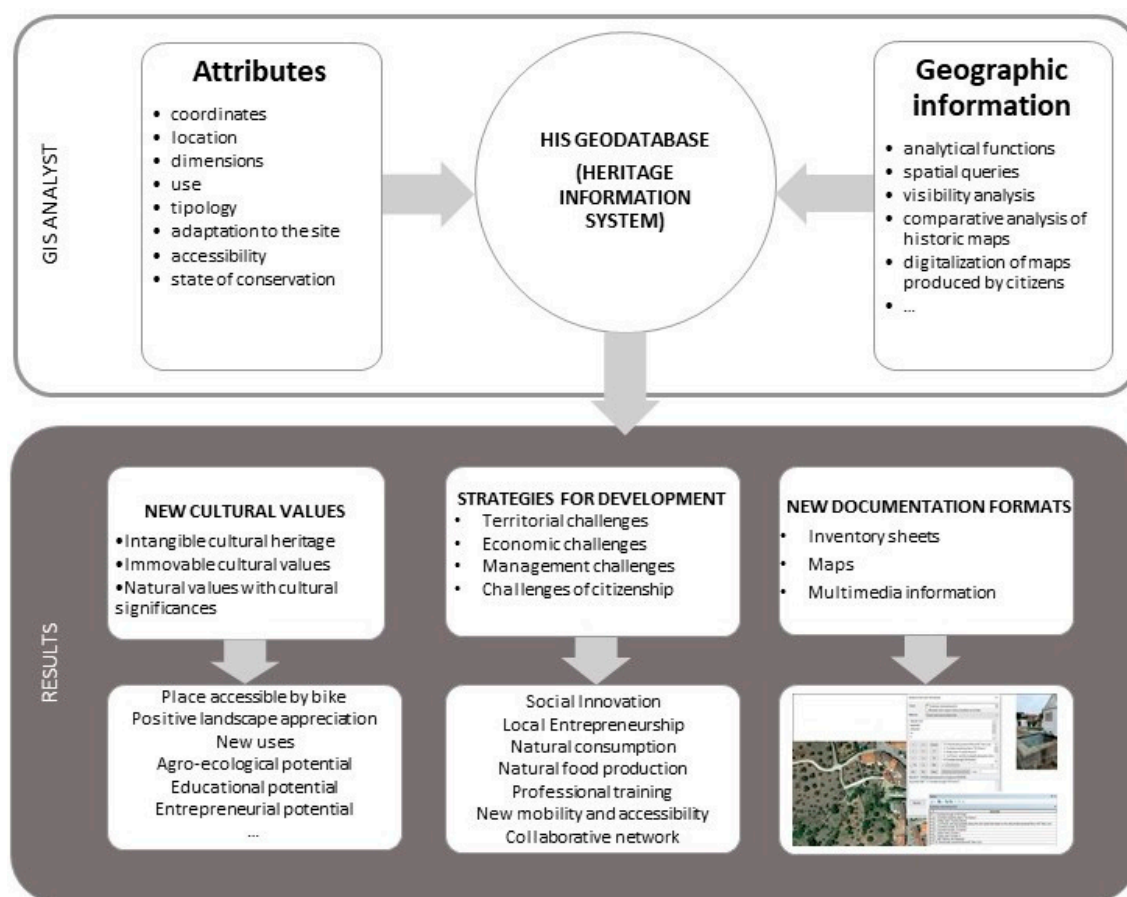 GIS ANALYST
Attributes
• coordinates
• location
• dimensions
• use
• tipology
• adaptation to the site
• accessibility
• state of conservation
HIS GEODATABASE
(HERITAGE
INFORMATION
SYSTEM)
Geographic
information
• analytical functions
• spatial queries
• visibility analysis
• comparative analysis of
historic maps
• digitalization of maps
produced by citizens
• ...
RESULTS
NEW CULTURAL VALUES
•Intangible cultural heritage
•Immovable cultural values
•Natural values with cultural
significances
STRATEGIES FOR DEVELOPMENT
• Territorial challenges
• Economic challenges
• Management challenges
• Challenges of citizenship
NEW DOCUMENTATION FORMATS
• Inventory sheets
• Maps
• Multimedia information
Place accessible by bike
Positive landscape appreciation
New uses
Agro-ecological potential
Educational potential
Entrepreneurial potential
...
Social Innovation
Local Entrepreneurship
Natural consumption
Natural food production
Professional training
New mobility and accessibility
Collaborative network